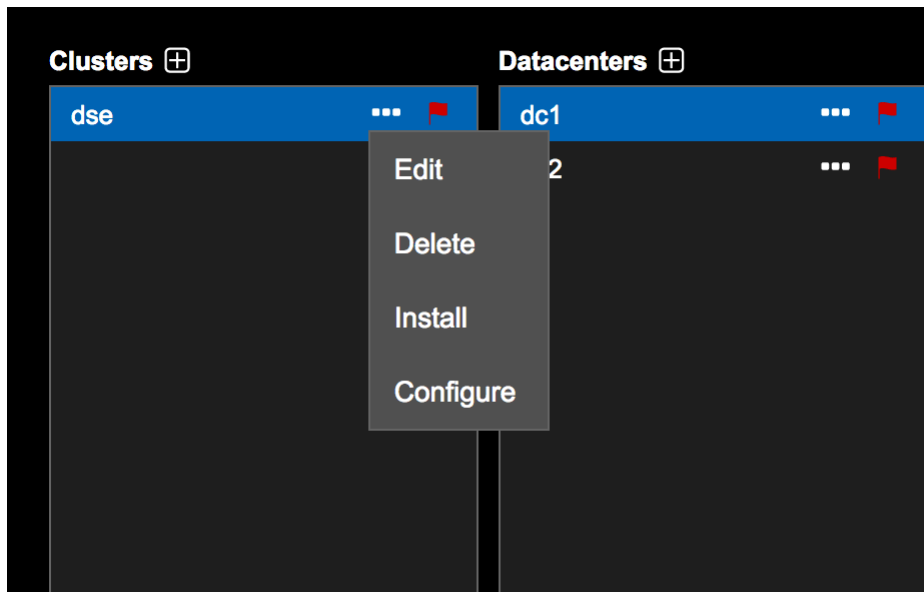 Clusters
Datacenters
dse
dc1
2
Edit
Delete
Install
Configure